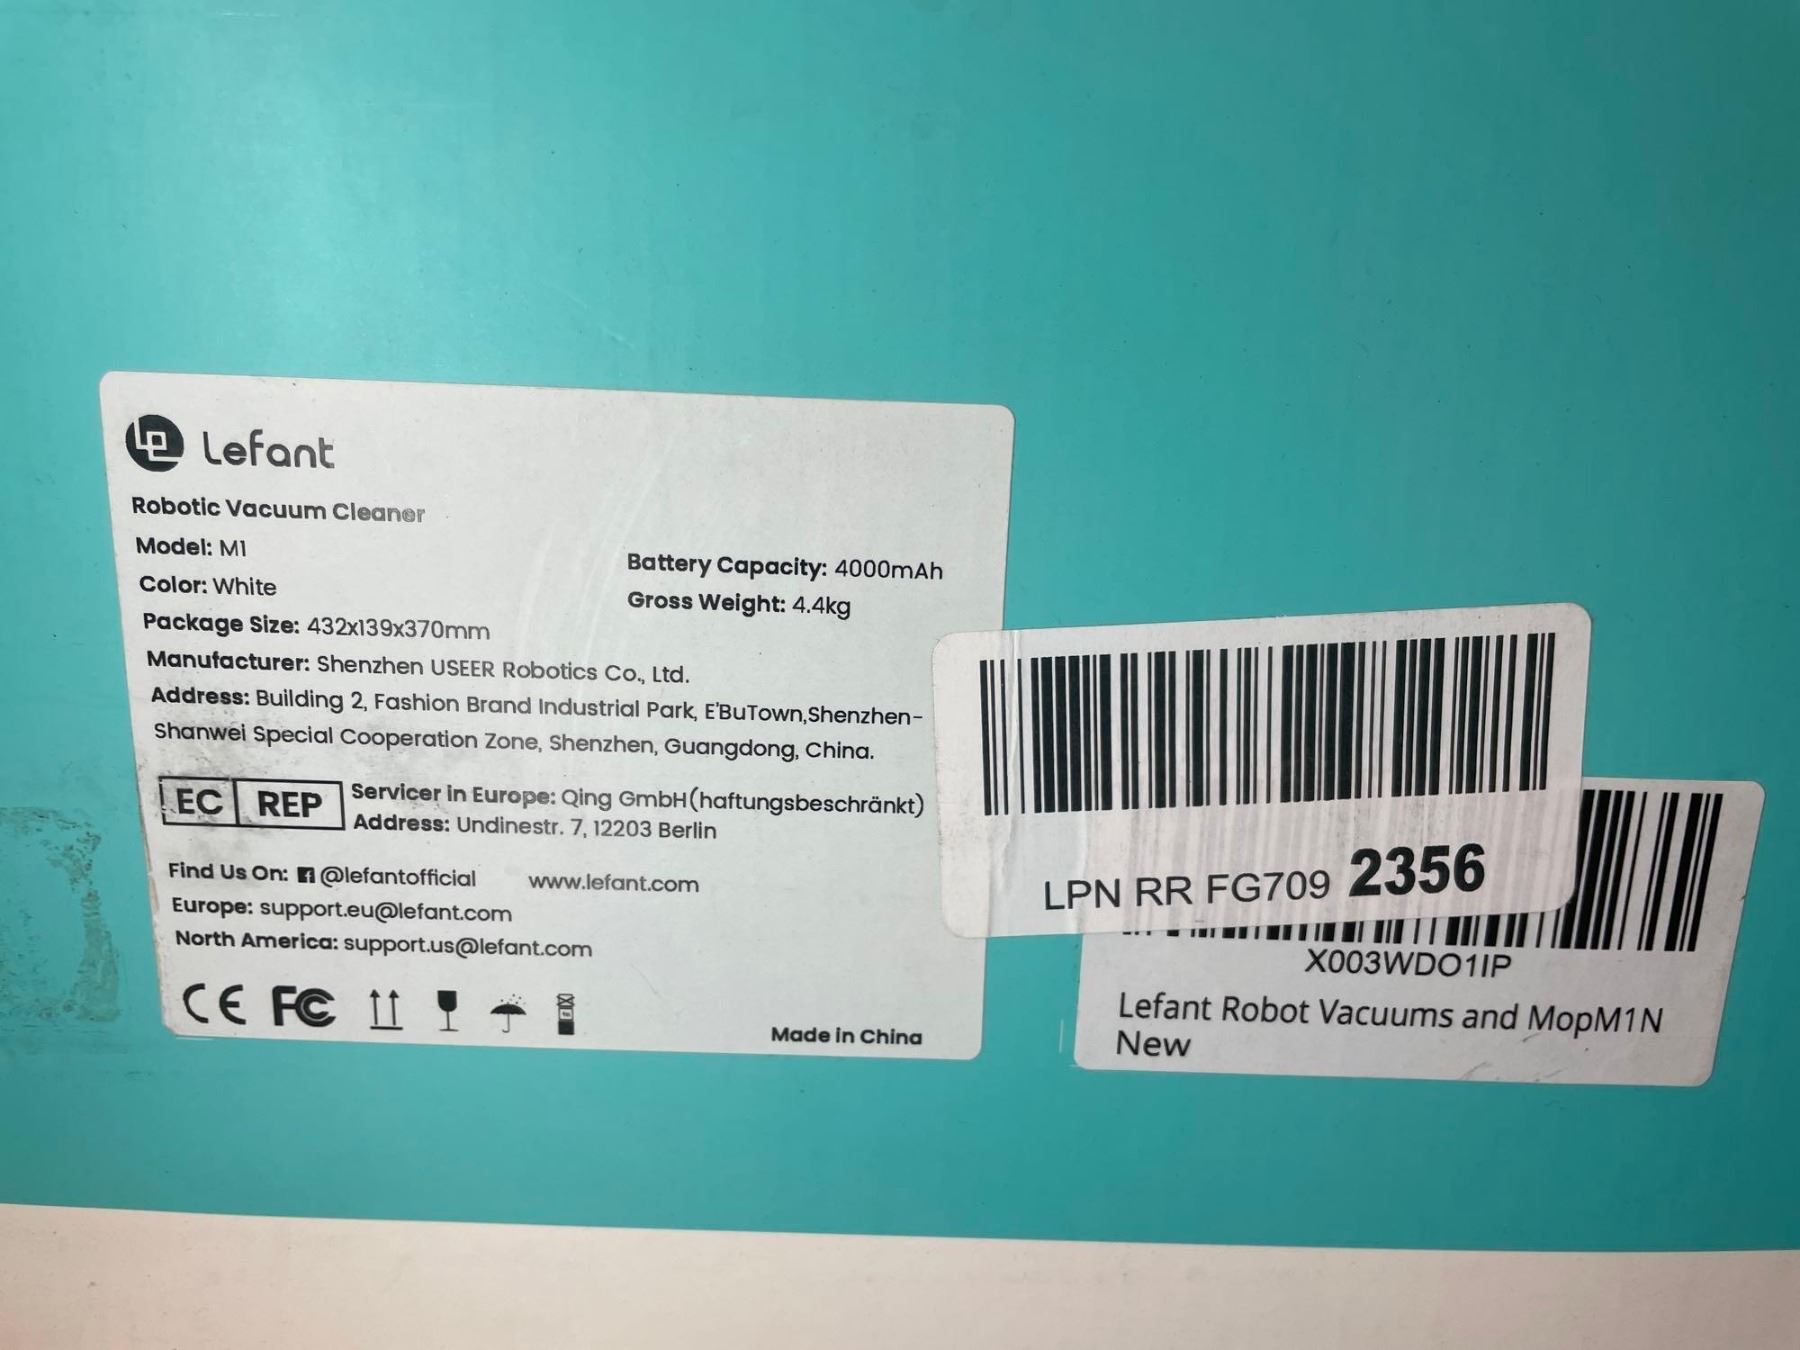 Lefant
Robotic Vacuum Cleaner
Model: M1
Color: White
Battery Capacity: 4000mAh
Gross Weight: 4.4kg
Package Size: 432x139x370mm
Manufacturer: Shenzhen USEER Robotics Co., Ltd.
Address: Building 2, Fashion Brand Industrial Park, E'BuTown,Shenzhen-
Shanwei Special Cooperation Zone, Shenzhen, Guangdong, China.
EC REP
Servicer in Europe: Qing GmbH(haftungsbeschränkt)
Address: Undinestr. 7, 12203 Berlin
Find Us On: @lefantofficial www.lefant.com
Europe: support.eu@lefant.com
North America: support.us@lefant.com
CE FC
Made in China
LPN RR FG709 2356
X003WDO1IP
Lefant Robot Vacuums and MopM1N
New